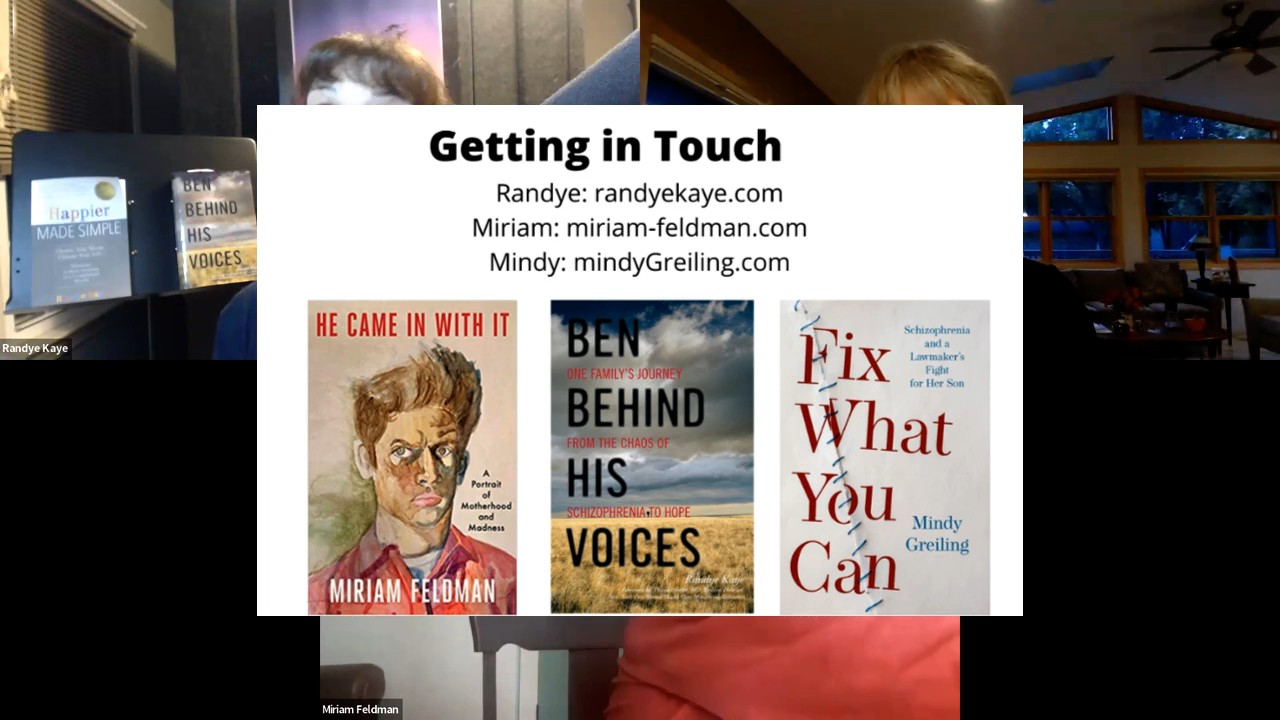 Getting in Touch
Randye: randyekaye.com
Miriam: miriam-feldman.com
Mindy: mindyGreiling.com
Happier
MADE SIMPLE
BEN
BEHIND
HIS
VOICES
Randye Kaye
HE CAME IN WITH IT
A
Portrait
of
Motherhood
and
Madness
MIRIAM FELDMAN
BEN
ONE FAMILY'S JOURNEY
BEHIND
FROM THE CHAOS OF
HIS
SCHIZOPHRENIA TO HOPE
VOICES
Randye Kaye
Schizophrenia
and a
Lawmaker's
Fight
for Her Son
Fix
What
You
Can
Mindy
Greiling
Miriam Feldman